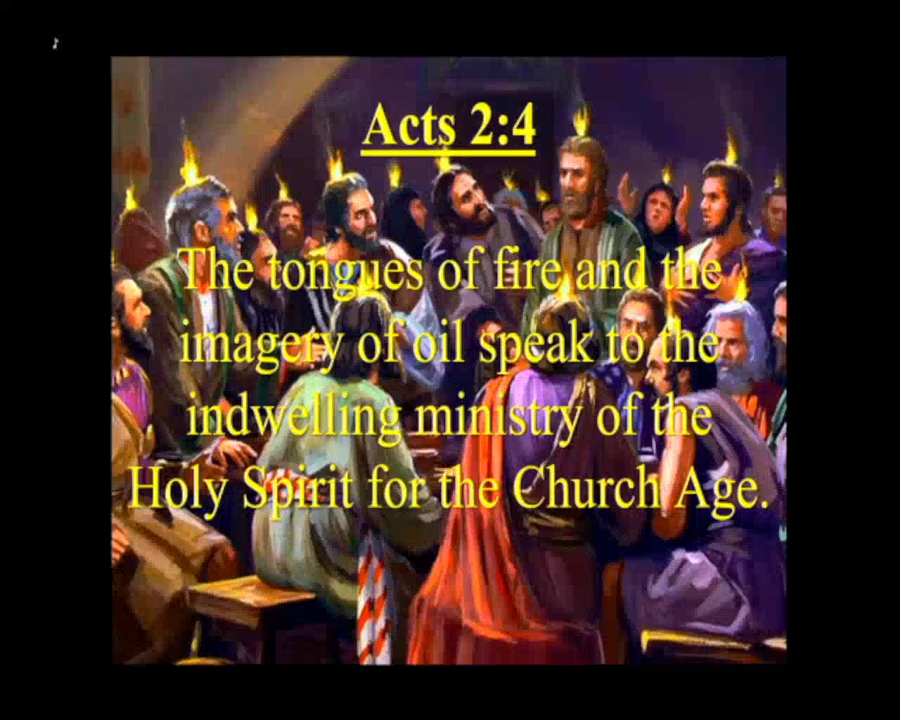 Acts 2:4
The tongues of fire and the
imagery of oil speak to the
indwelling ministry of the
Holy Spirit for the Church Age.